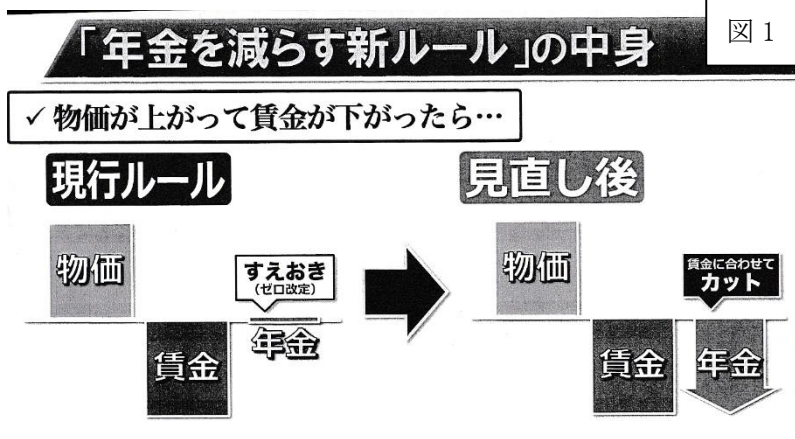 図 1
「年金を減らす新ルール」の中身
✓ 物価が上がって賃金が下がったら…
現行ルール
物価
賃金
すえおき
（ゼロ改定）
年金
見直し後
物価
賃金
賃金に合わせて
カット
年金